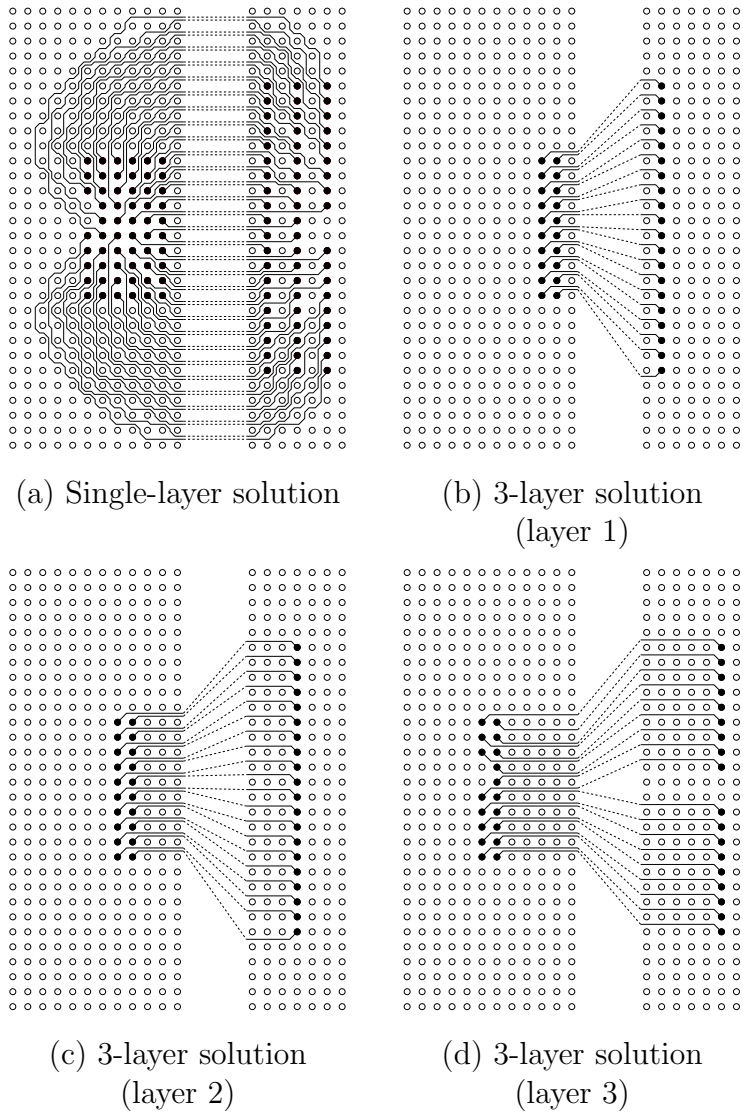 (a) Single-layer solution
(b) 3-layer solution
(layer 1)
(c) 3-layer solution
(layer 2)
(d) 3-layer solution
(layer 3)